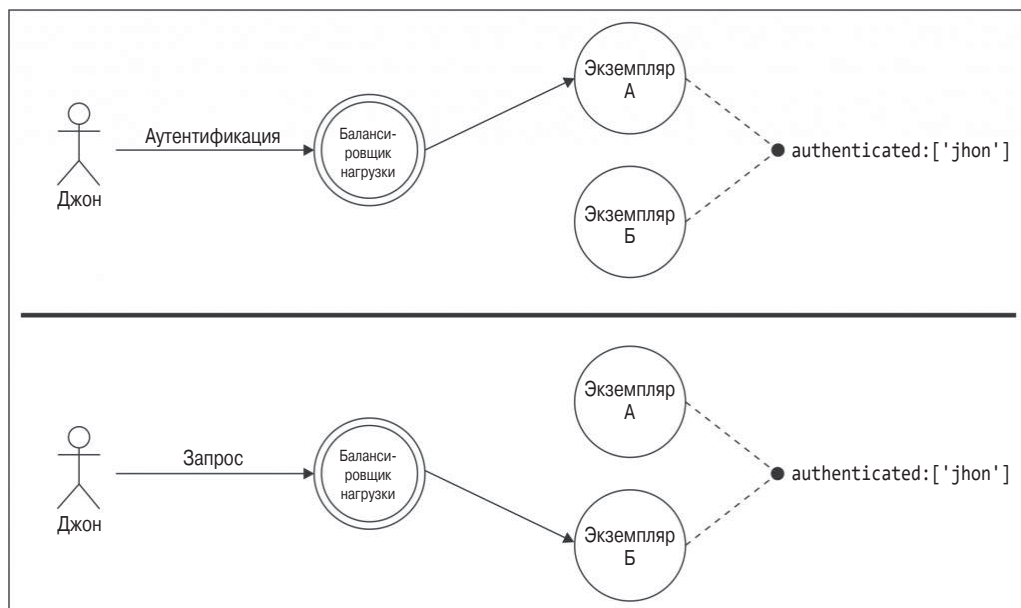 Экземпляр
А
Аутентификация
Баланси-
ровщик
нагрузки
authenticated:['jhon']
Джон
Экземпляр
Б
Экземпляр
А
Запрос
Баланси-
ровщик
нагрузки
authenticated:['jhon']
Джон
Экземпляр
Б